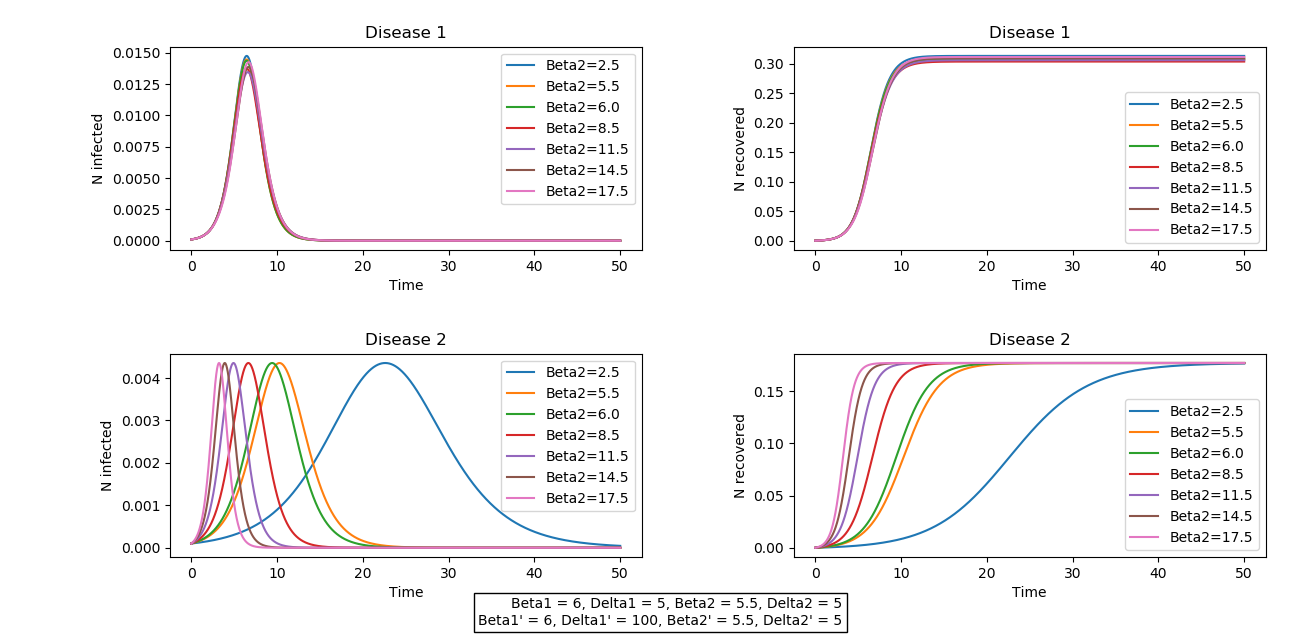 Disease 1
0.0150
0.0125
0.0100
0.0075
0.0050
0.0025
0.0000
N infected
0 10 20 30 40 50
Time
Beta2=2.5
Beta2=5.5
Beta2=6.0
Beta2=8.5
Beta2=11.5
Beta2=14.5
Beta2=17.5
Disease 1
0.30
0.25
0.20
0.15
0.10
0.05
0.00
N recovered
0 10 20 30 40 50
Time
Beta2=2.5
Beta2=5.5
Beta2=6.0
Beta2=8.5
Beta2=11.5
Beta2=14.5
Beta2=17.5
Disease 2
0.004
0.003
0.002
0.001
0.000
N infected
0 10 20 30 40 50
Time
Beta2=2.5
Beta2=5.5
Beta2=6.0
Beta2=8.5
Beta2=11.5
Beta2=14.5
Beta2=17.5
Disease 2
0.15
0.10
0.05
0.00
N recovered
0 10 20 30 40 50
Time
Beta2=2.5
Beta2=5.5
Beta2=6.0
Beta2=8.5
Beta2=11.5
Beta2=14.5
Beta2=17.5
Beta1 = 6, Delta1 = 5, Beta2 = 5.5, Delta2 = 5
Beta1' = 6, Delta1' = 100, Beta2' = 5.5, Delta2' = 5